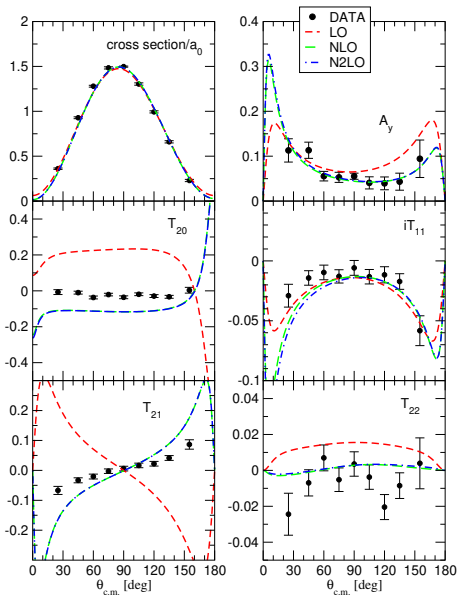 DATA
LO
NLO
N2LO
cross section/a0
2
1.5
1
0.5
0
Ay
0.4
0.3
0.2
0.1
0
T20
0.4
0.2
0.0
-0.2
-0.4
iT11
0
-0.05
-0.1
T21
0.2
0.1
0.0
-0.1
-0.2
T22
0.04
0.02
0.00
-0.02
-0.04
0 30 60 90 120 150 180
θc.m. [deg]
0 30 60 90 120 150 180
θc.m. [deg]